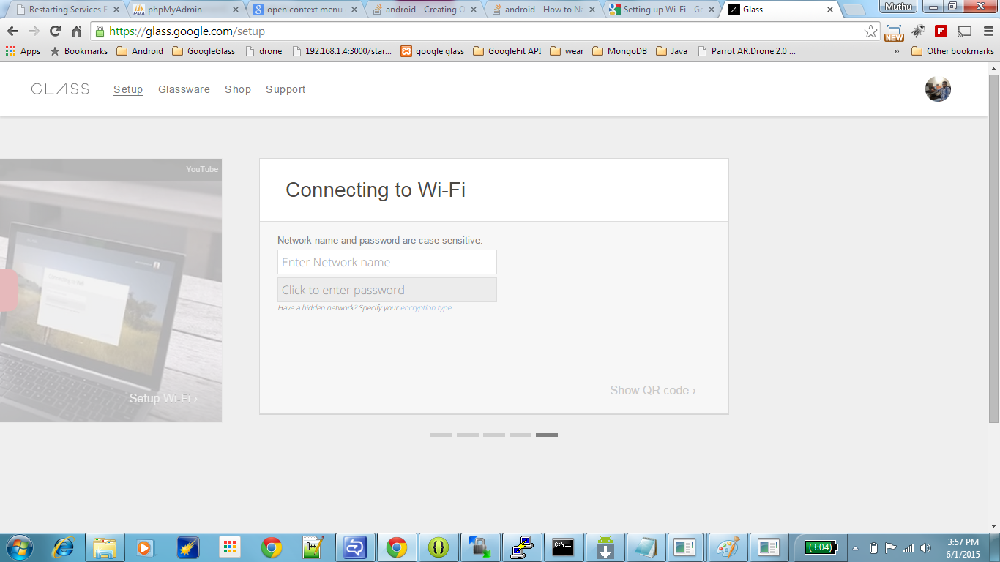 Restarting Services F
phpMyAdmin
open context menu
android - Creating O
android - How to Na
Setting up Wi-Fi - Go
Glass
Muthu
https://glass.google.com/setup
NEW
Apps
Bookmarks
Android
GoogleGlass
drone
192.168.1.4:3000/star...
google glass
GoogleFit API
wear
MongoDB
Java
Parrot AR.Drone 2.0 ...
»
Other bookmarks
GLASS
Setup
Glassware
Shop
Support
YouTube
Setup Wi-Fi ›
Connecting to Wi-Fi
Network name and password are case sensitive.
Enter Network name
Click to enter password
Have a hidden network? Specify your encryption type.
Show QR code ›
(3:04)
3:57 PM
6/1/2015